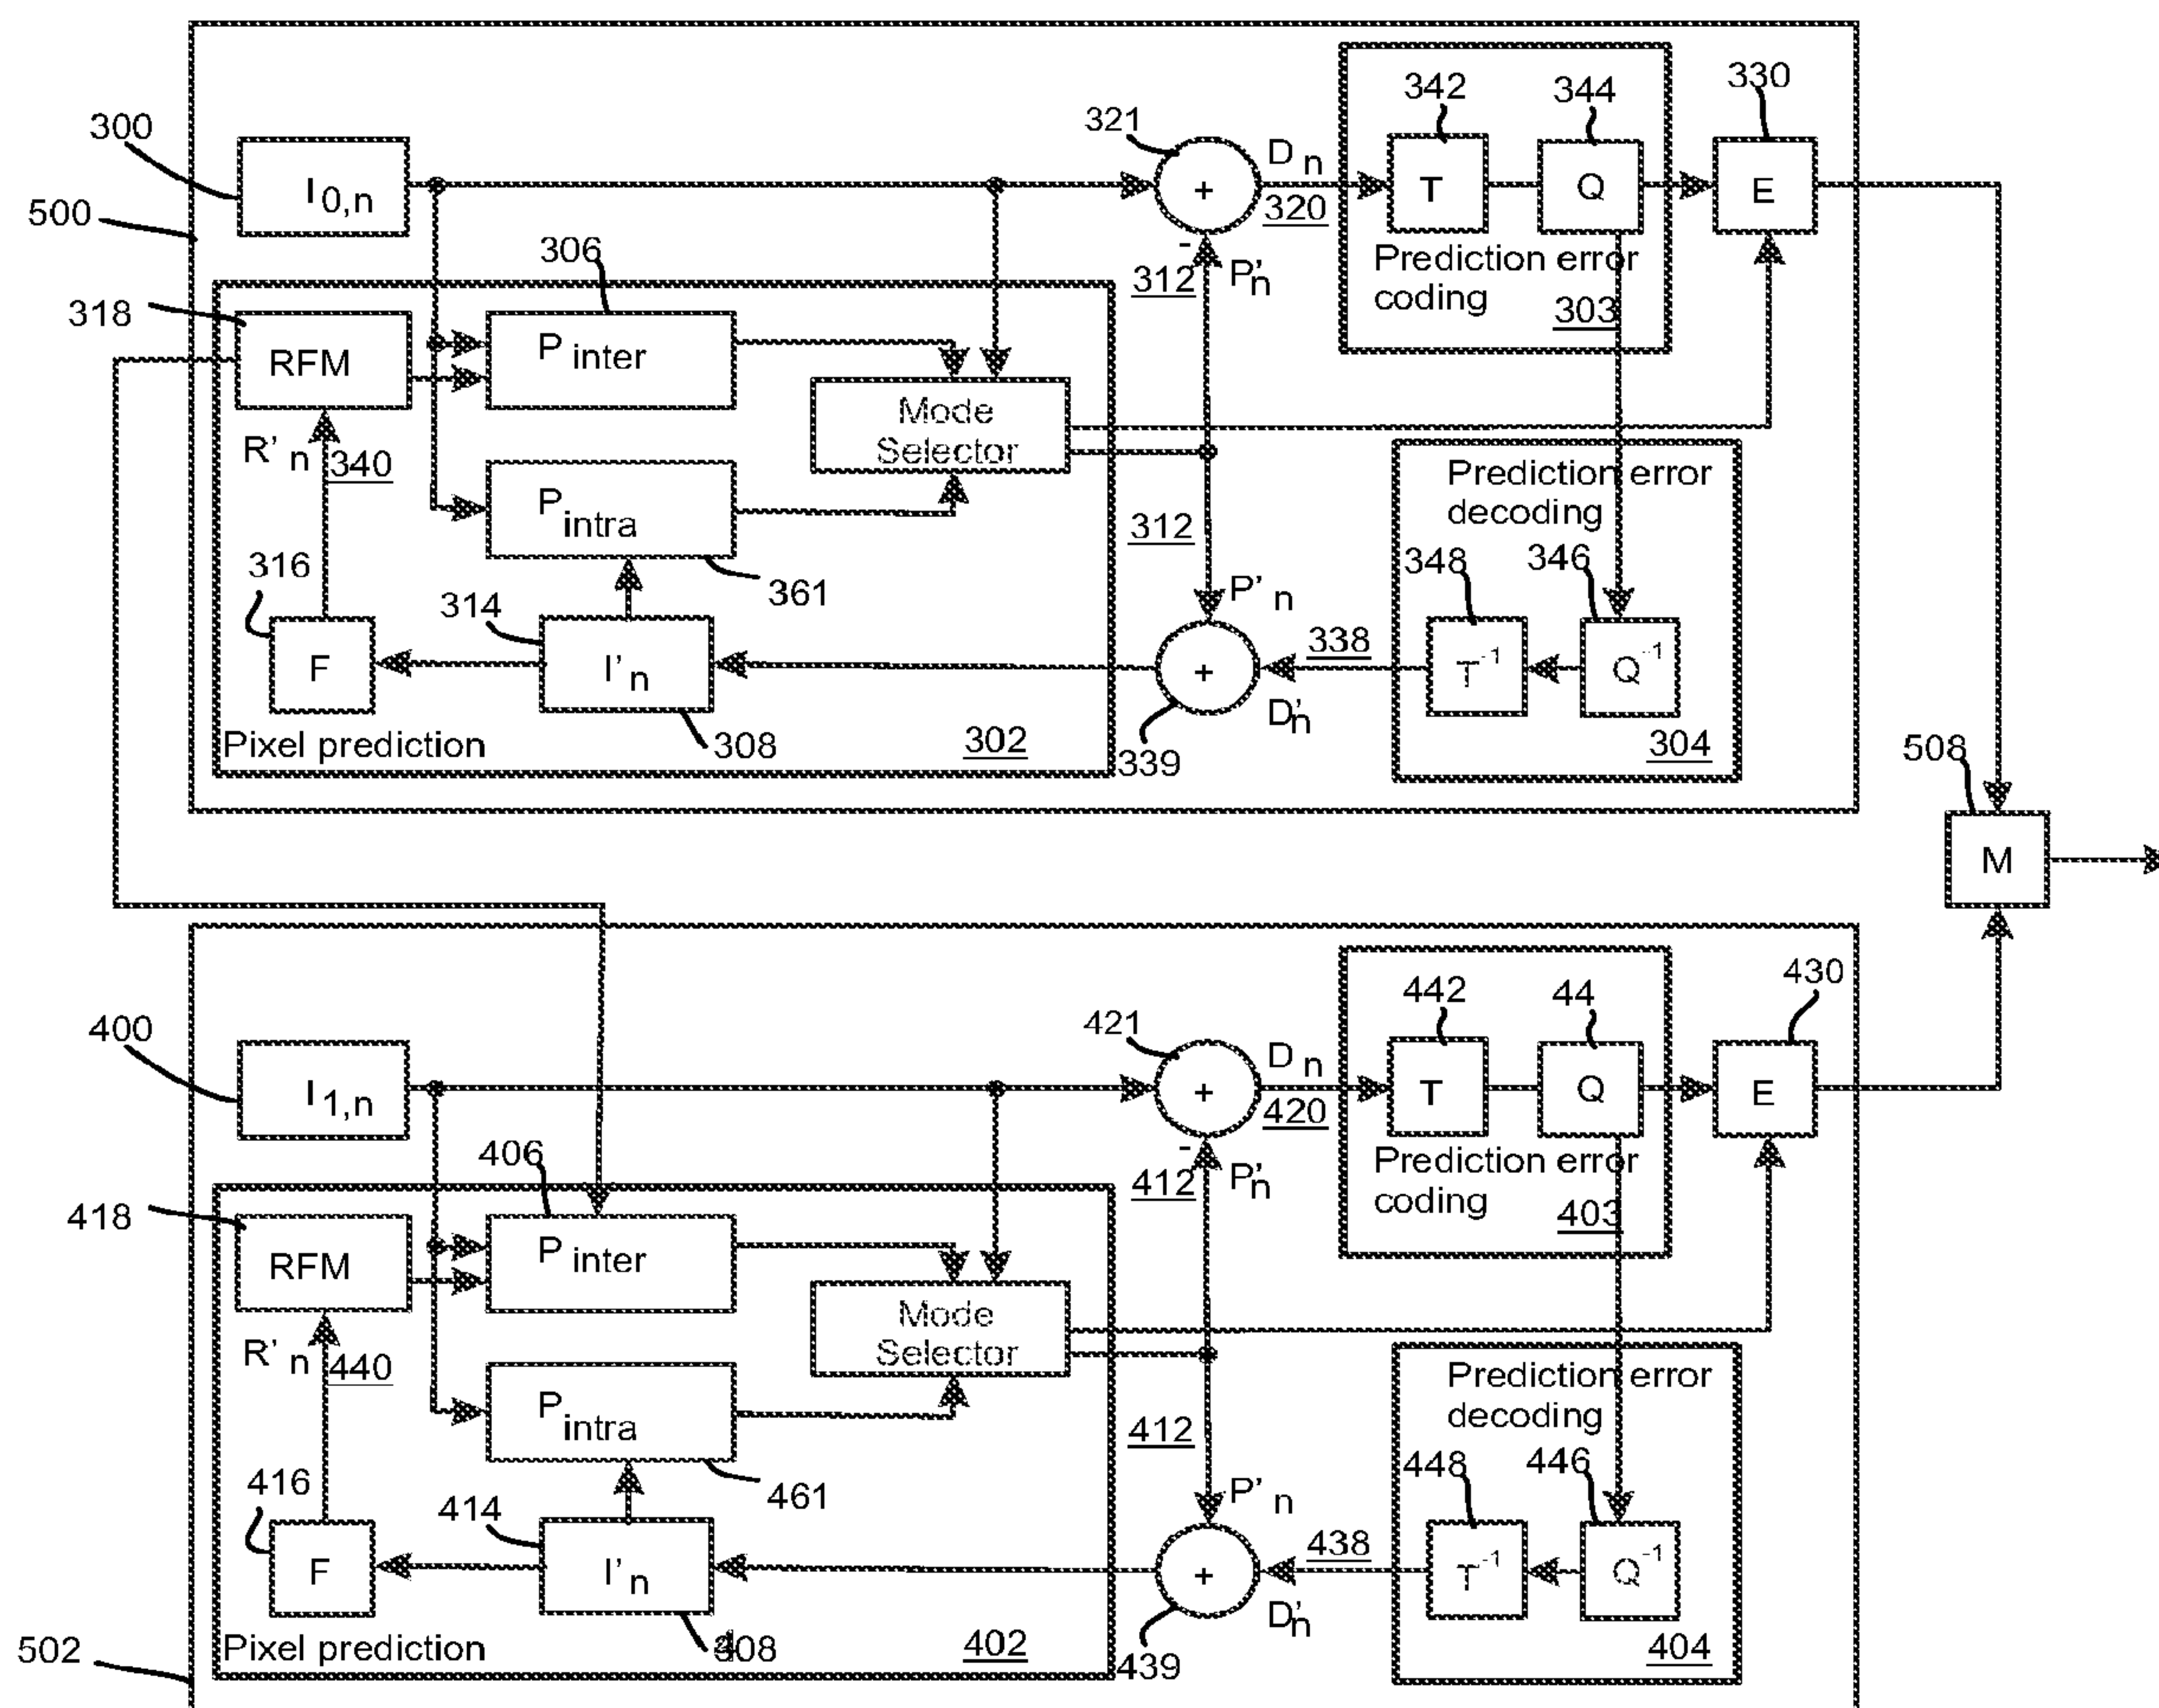 342
344
330
300
321
I0,n
+
Dn
320
T
Q
E
500
306
-
312
P'n
Prediction error
coding
303
318
RFM
P inter
Mode
Selector
R'n
340
P intra
312
Prediction error
decoding
316
314
361
P'n
348
346
F
I'n
+
338
D'n
T-1
Q-1
Pixel prediction
308
302
339
304
508
M
442
44
430
400
421
I1,n
+
Dn
420
T
Q
E
406
-
412
P'n
Prediction error
coding
403
418
RFM
P inter
Mode
Selector
R'n
440
P intra
412
Prediction error
decoding
416
414
461
P'n
448
446
F
I'n
+
438
D'n
T-1
Q-1
502
Pixel prediction
402
439
404